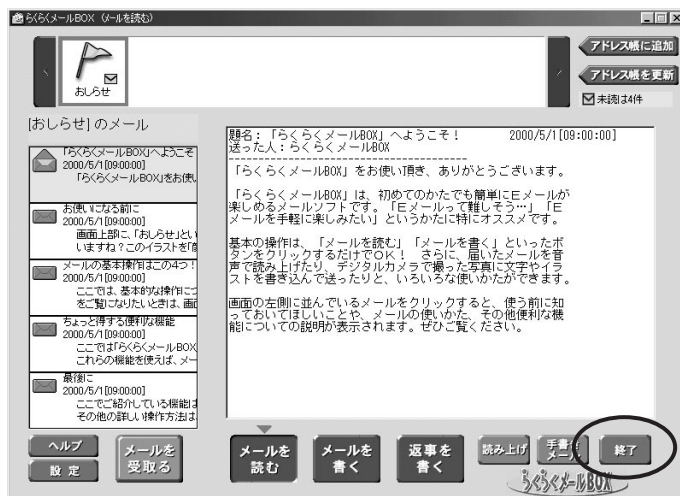 らくらくメールBOX (メールを読む)
おしらせ
アドレス帳に追加
アドレス帳を更新
未読は4件
[おしらせ] のメール
「らくらくメールBOX」へようこそ
2000/5/1[09:00:00]
「らくらくメールBOX」をお使い
お使いになる前に
2000/5/1[09:00:00]
画面上部に、「おしらせ」とい
いますね？このイラストを「
メールの基本操作はこの4つ！
2000/5/1[09:00:00]
ここでは、基本的な操作に
をご覧になりたいときは、画
ちょっと得する便利な機能
2000/5/1[09:00:00]
ここでは「らくらくメールBOX
これらの機能を使えば、メー
最後に
2000/5/1[09:00:00]
ここでご紹介している機能は
その他の詳しい操作方法は
題名：「らくらくメールBOX」へようこそ！ 2000/5/1[09:00:00]
送った人：らくらくメールBOX
----------------------------------------
「らくらくメールBOX」をお使い頂き、ありがとうございます。
「らくらくメールBOX」は、初めてのかたでも簡単にＥメールが
楽しめるメールソフトです。「Ｅメールって難しそう…」「Ｅ
メールを手軽に楽しみたい」というかたに特にオススメです。
基本の操作は、「メールを読む」「メールを書く」といったボ
タンをクリックするだけでＯＫ！ さらに、届いたメールを音
声で読み上げたり、デジタルカメラで撮った写真に文字やイラ
ストを書き込んで送ったりと、いろいろな使いかたができます。
画面の左側に並んでいるメールをクリックすると、使う前に知
っておいてほしいことや、メールの使いかた、その他便利な機
能についての説明が表示されます。ぜひご覧ください。
ヘルプ
設定
メールを
受取る
メールを
読む
メールを
書く
返事を
書く
読み上げ
手書き
メール
終了
らくらくメールBOX